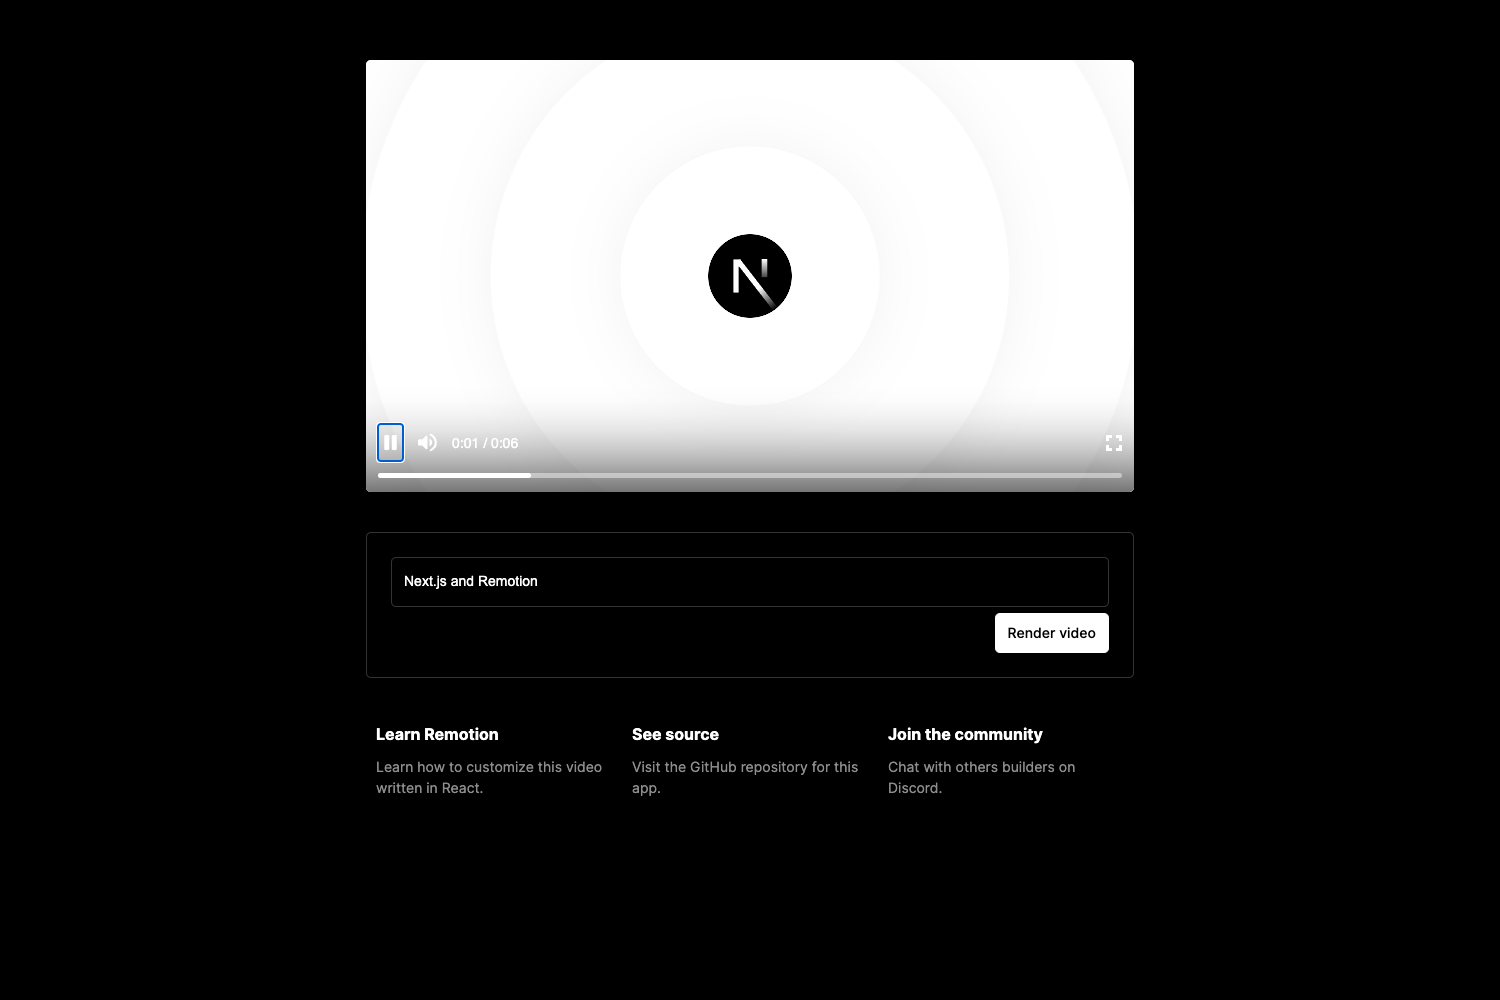 N
0:01 / 0:06
Next.js and Remotion
Render video
Learn Remotion
Learn how to customize this video
written in React.
See source
Visit the GitHub repository for this
app.
Join the community
Chat with others builders on
Discord.